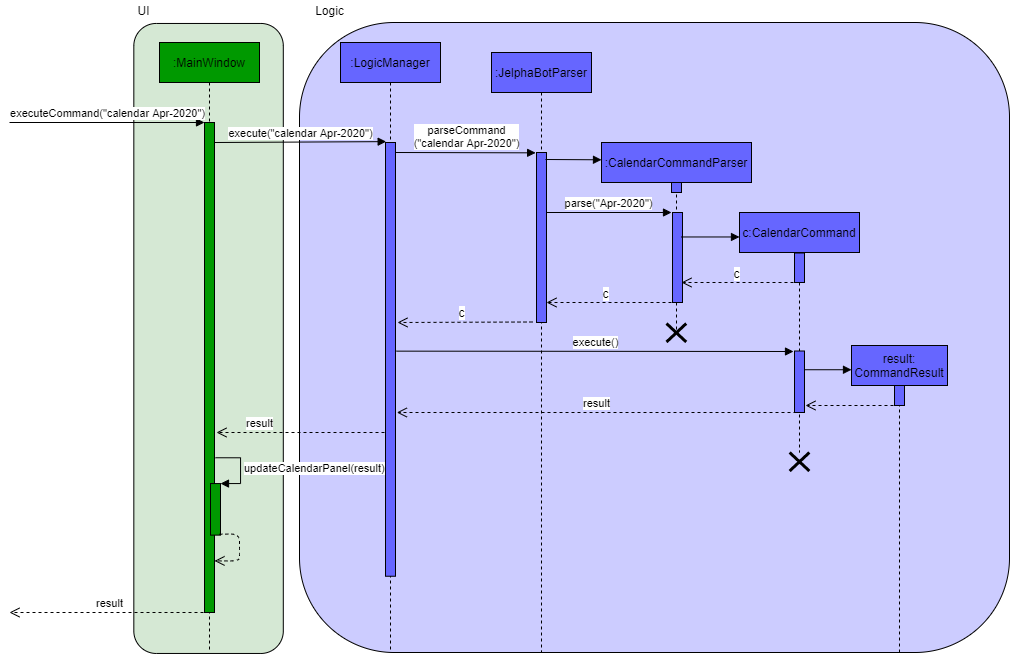 UI
Logic
:MainWindow
:LogicManager
:JelphaBotParser
executeCommand("calendar Apr-2020")
execute("calendar Apr-2020")
parseCommand
("calendar Apr-2020")
:CalendarCommandParser
parse("Apr-2020")
c:CalendarCommand
c
c
c
execute()
result:
CommandResult
result
result
updateCalendarPanel(result)
result